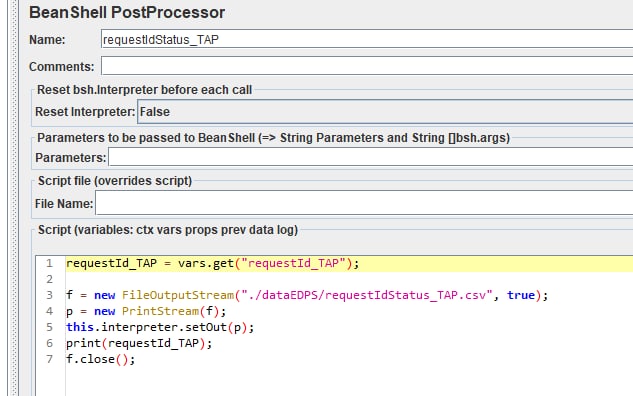 BeanShell PostProcessor
Name: requestIdStatus_TAP
Comments:
Reset bsh.Interpreter before each call
Reset Interpreter: False
Parameters to be passed to BeanShell (=> String Parameters and String []bsh.args)
Parameters:
Script file (overrides script)
File Name:
Script (variables: ctx vars props prev data log)
1 requestId_TAP = vars.get("requestId_TAP");
2
3 f = new FileOutputStream("./dataEDPS/requestIdStatus_TAP.csv", true);
4 p = new PrintStream(f);
5 this.interpreter.setOut(p);
6 print(requestId_TAP);
7 f.close();